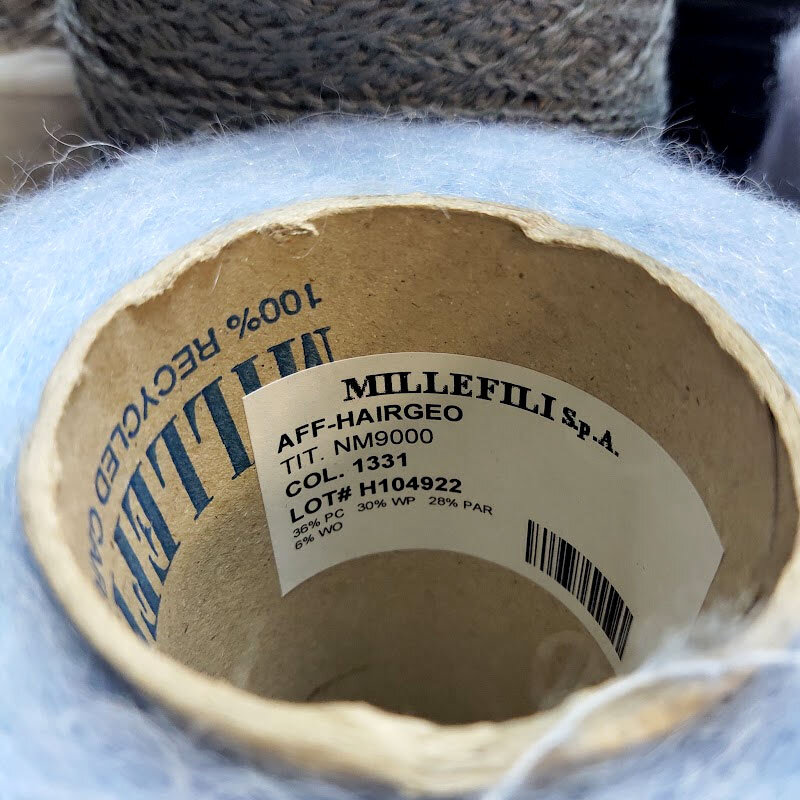 100% RECYCLED
MILLEFILI
MILLEFILI S.p.A.
AFF-HAIRGEO
TIT. NM9000
COL. 1331
LOT# H104922
36% PC 30% WP 28% PAR
6% WO